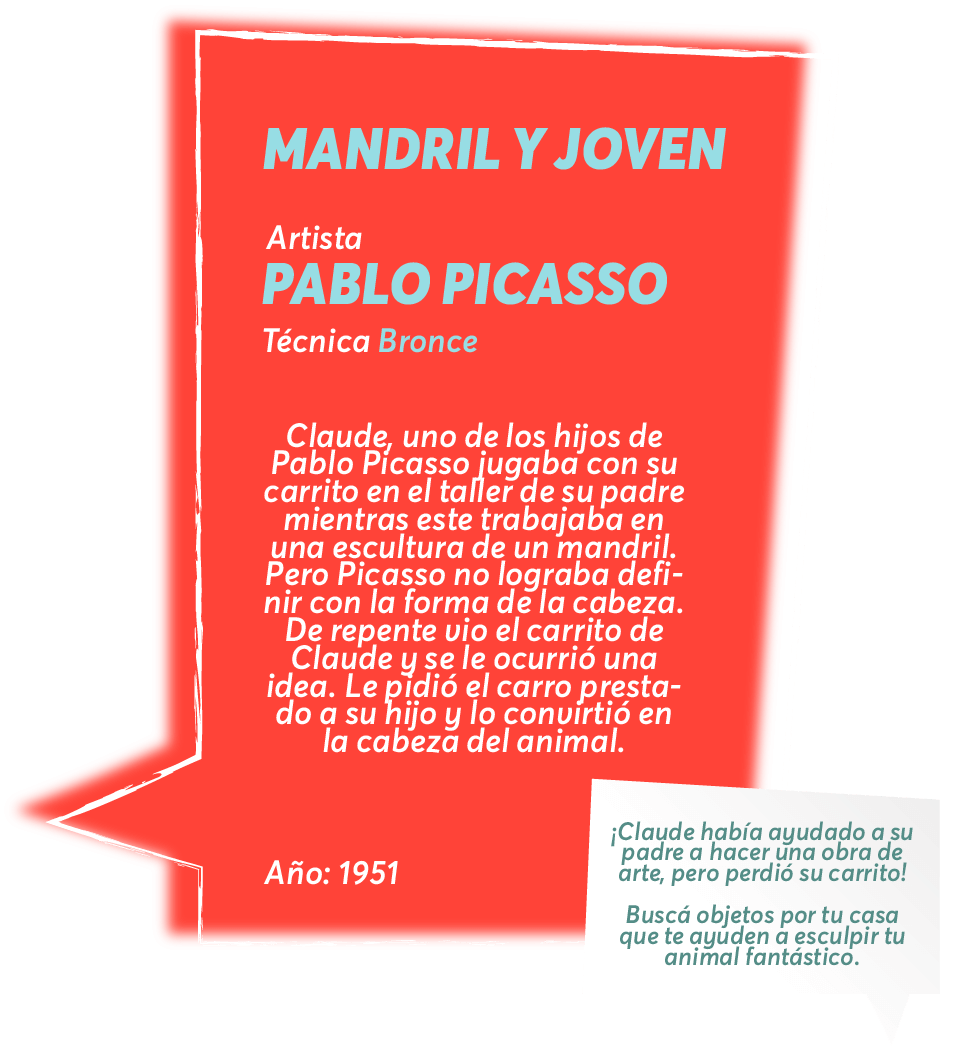 MANDRIL Y JOVEN
Artista
PABLO PICASSO
Técnica Bronce
Claude, uno de los hijos de
Pablo Picasso jugaba con su
carrito en el taller de su padre
mientras este trabajaba en
una escultura de un mandril.
Pero Picasso no lograba defi-
nir con la forma de la cabeza.
De repente vio el carrito de
Claude y se le ocurrió una
idea. Le pidió el carro presta-
do a su hijo y lo convirtió en
la cabeza del animal.
Año: 1951
¡Claude había ayudado a su
padre a hacer una obra de
arte, pero perdió su carrito!
Buscá objetos por tu casa
que te ayuden a esculpir tu
animal fantástico.